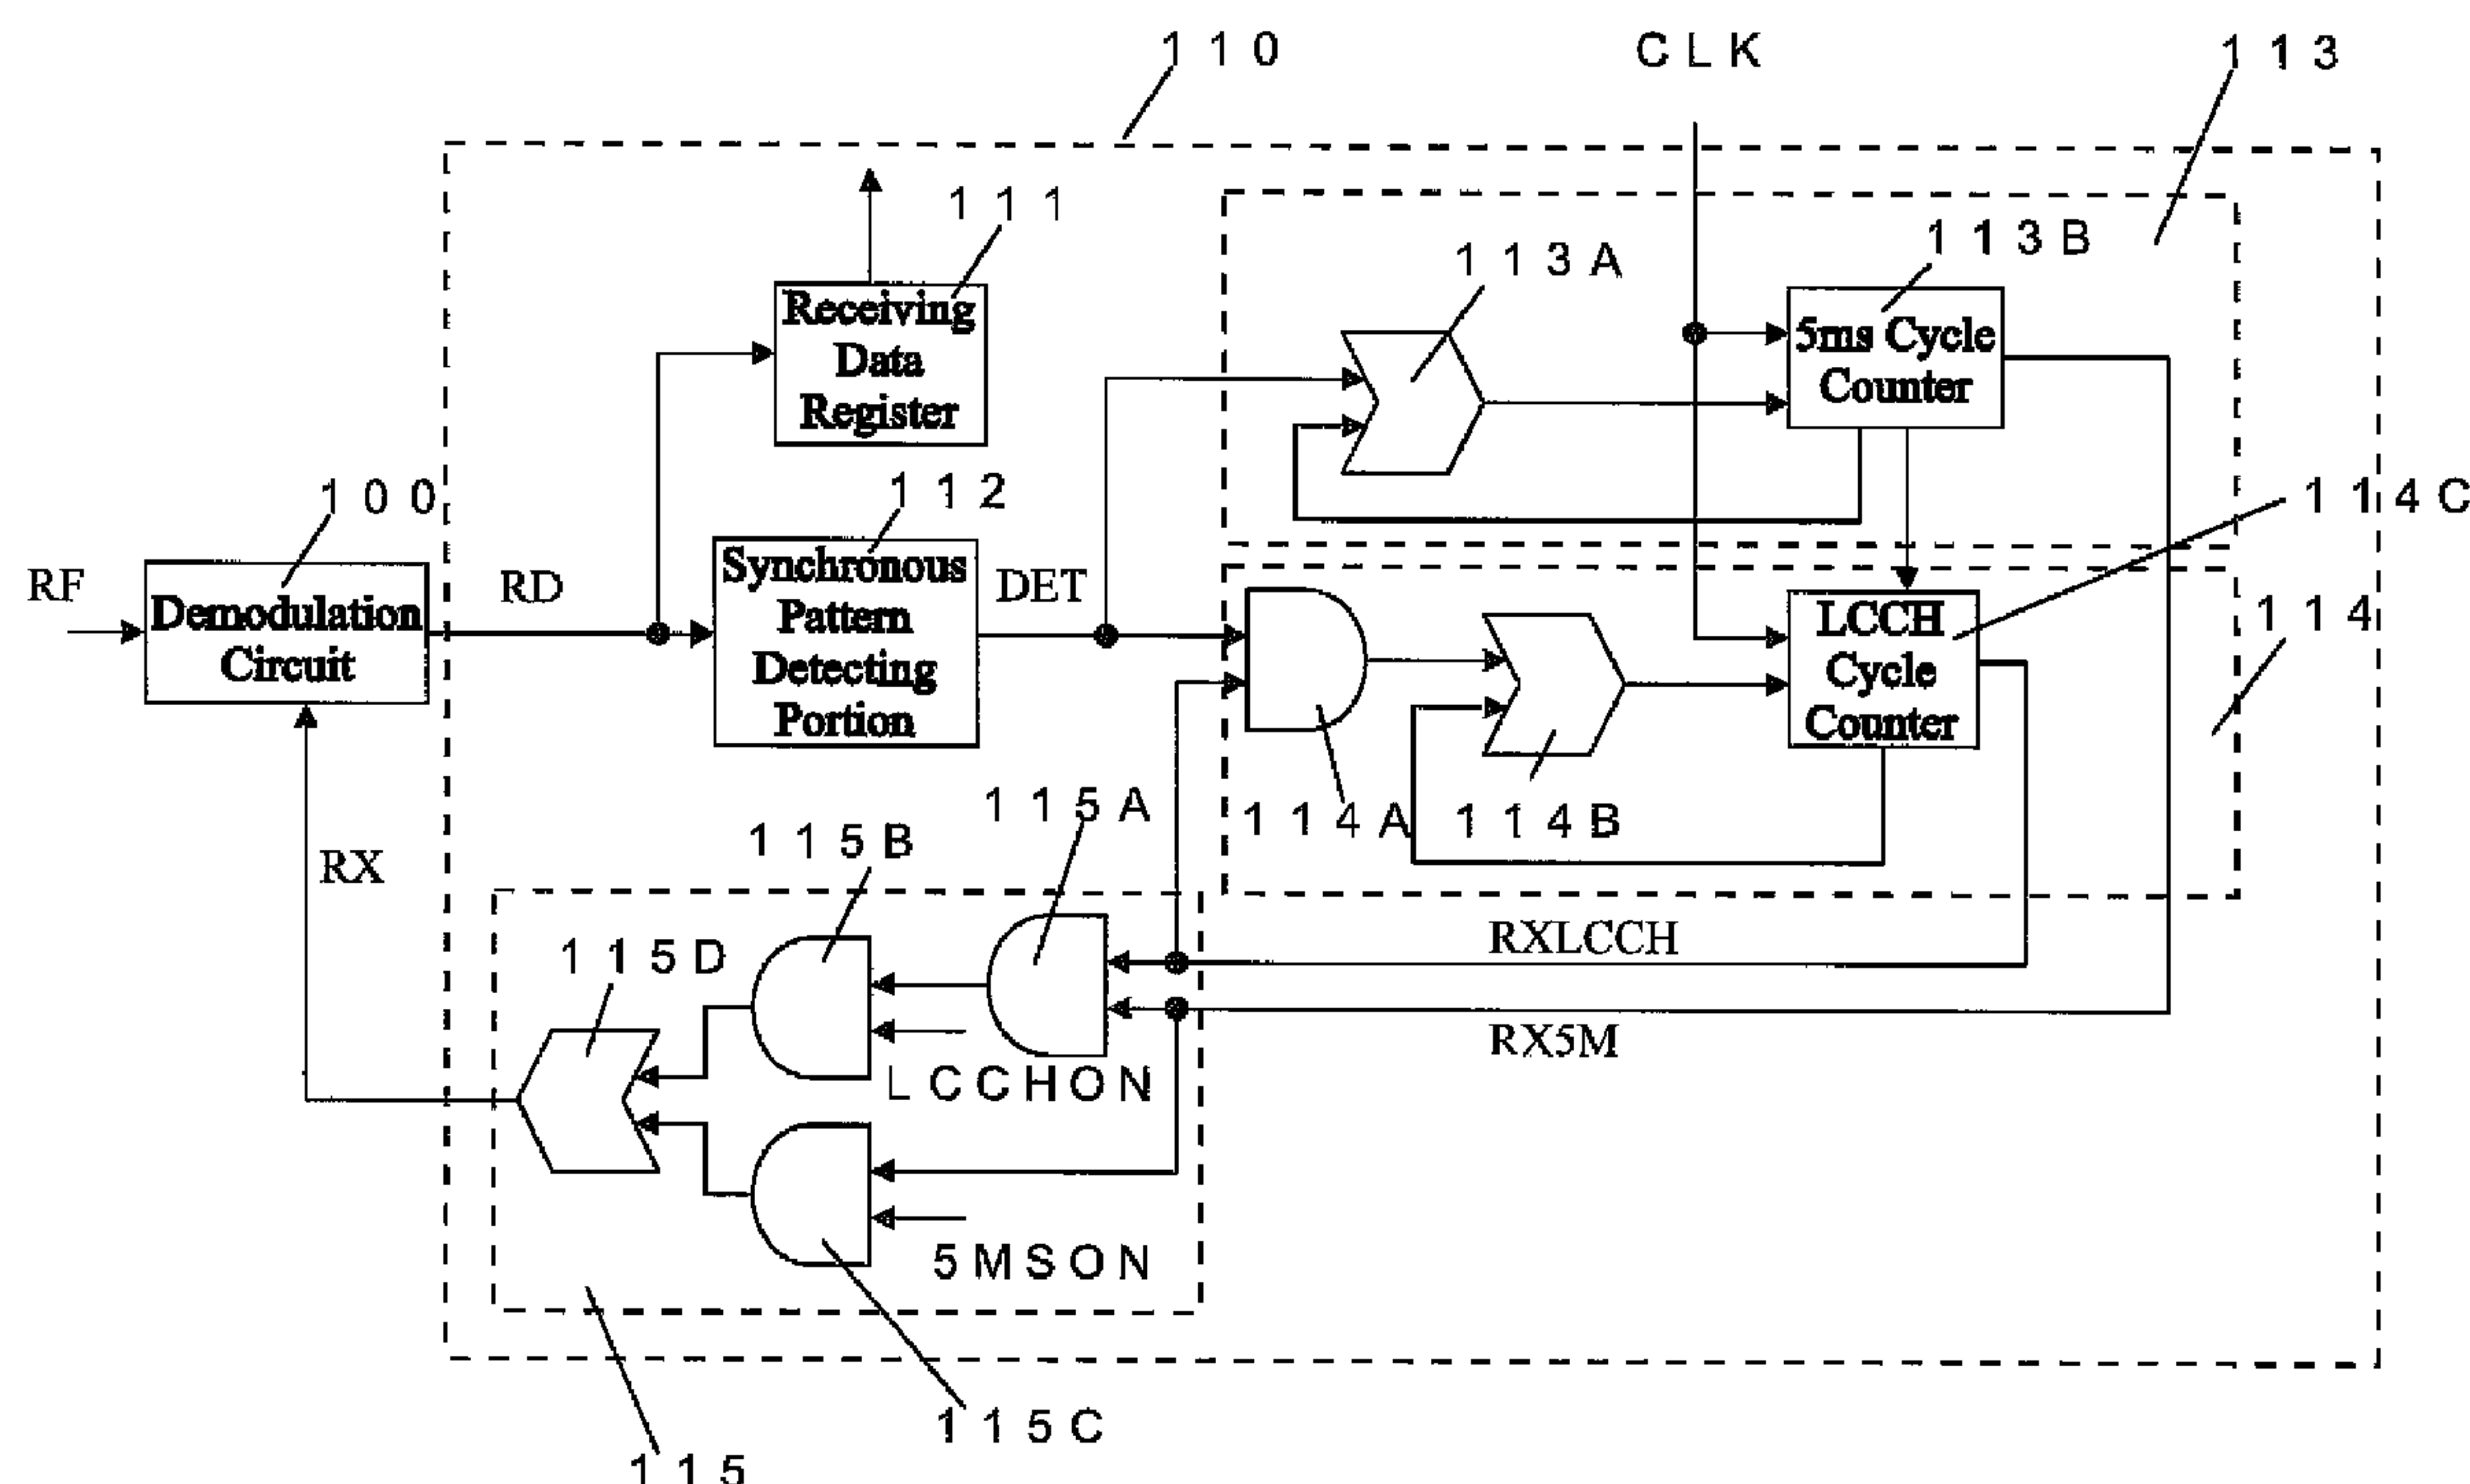 110
CLK
113
111
113A
113B
Receiving
Data
Register
5ms Cycle
Counter
100
112
114C
RF
Demodulation
Circuit
RD
Synchronous
Pattern
Detecting
Portion
DET
LCCH
Cycle
Counter
114
115A
114A
114B
115B
RX
115D
RXLCCH
RX5M
LCCHON
5MSON
115C
115